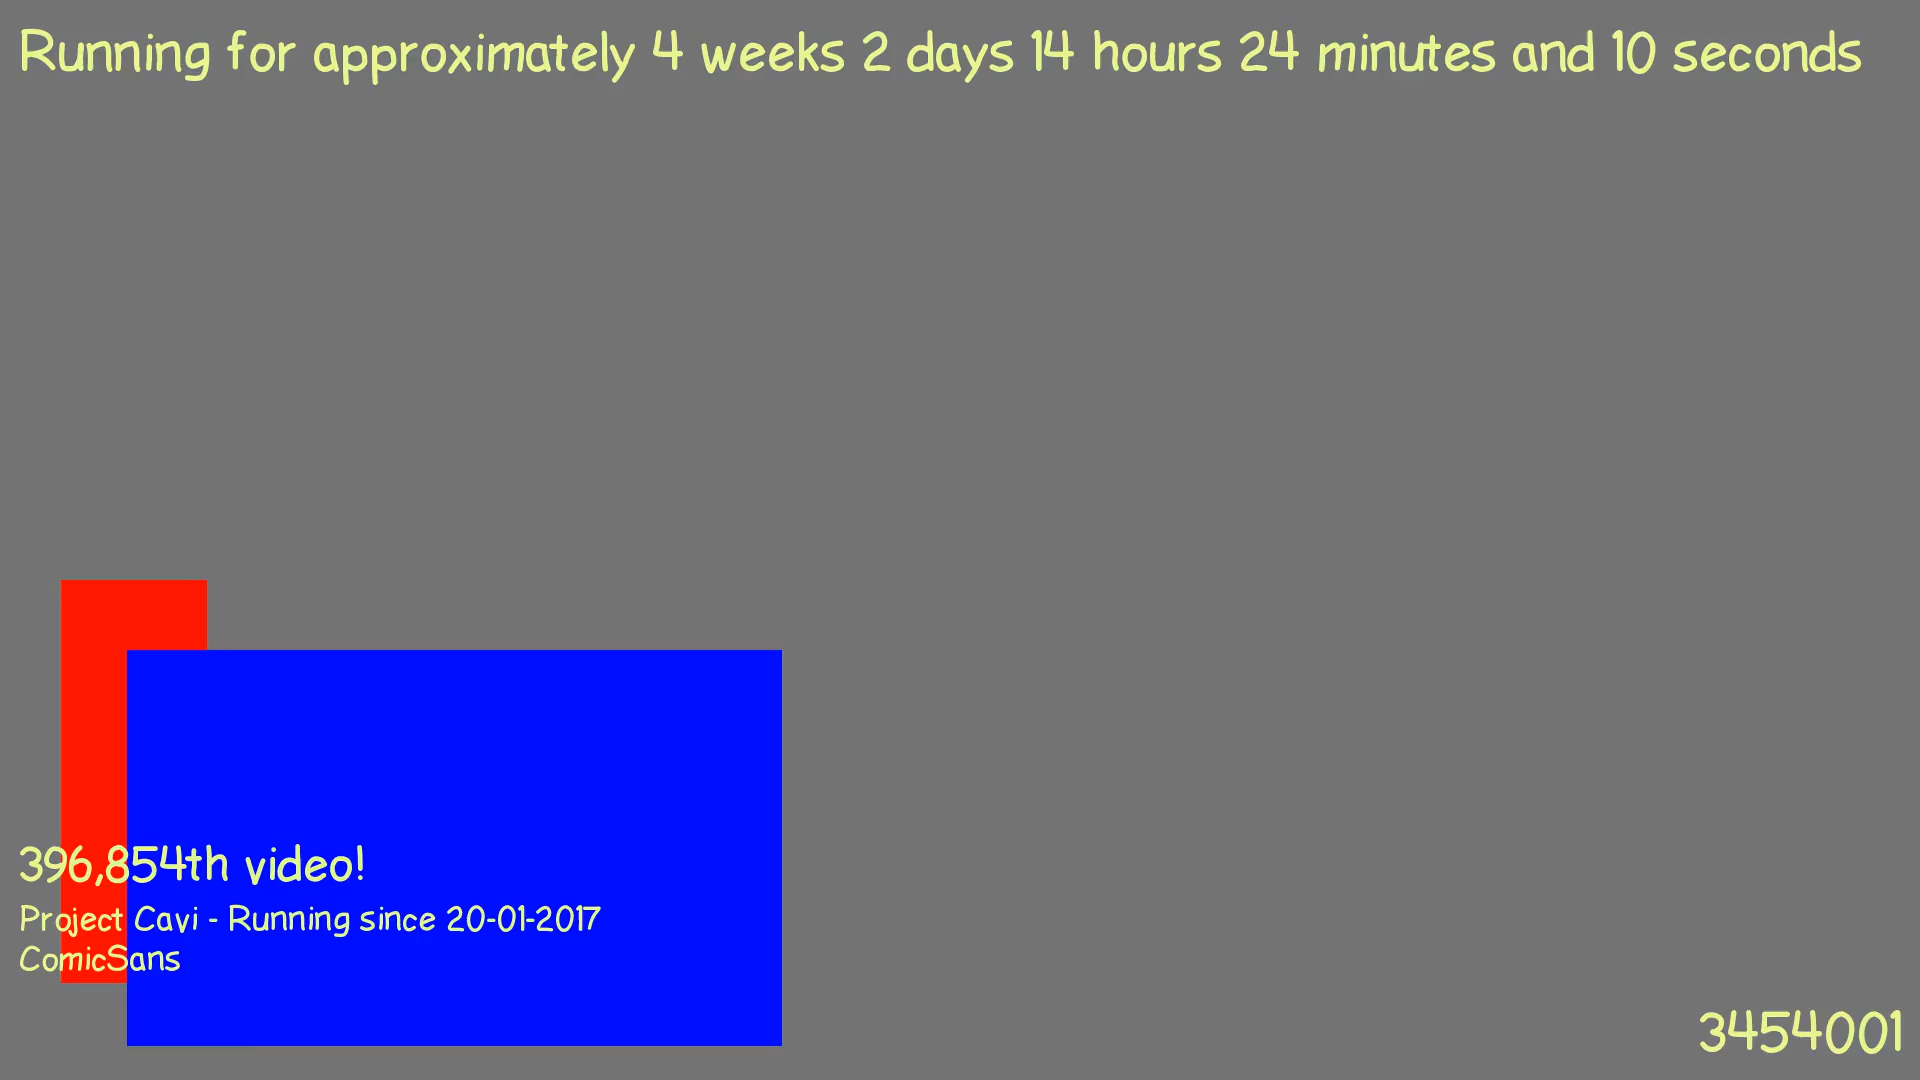 Running for approximately 4 weeks 2 days 14 hours 24 minutes and 10 seconds
396,854th video!
Project Cavi - Running since 20-01-2017
ComicSans
3454001